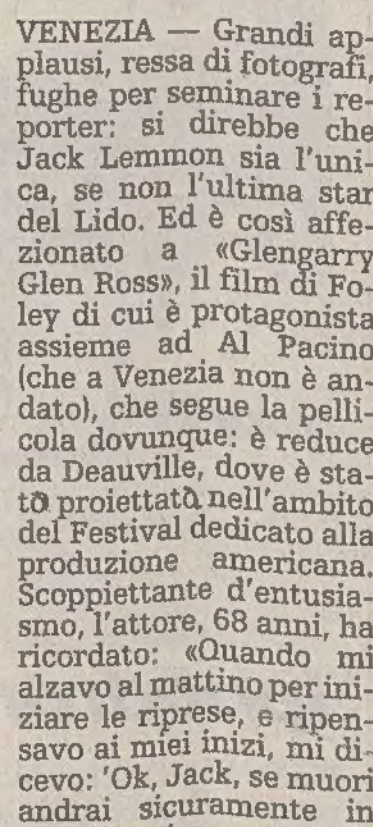 VENEZIA — Grandi ap-
plausi, ressa di fotografi,
fughe per seminare i re-
porter: si direbbe che
Jack Lemmon sia l'uni-
ca, se non l'ultima star
del Lido. Ed è così affe-
zionato a «Glengarry
Glen Ross», il film di Fo-
ley di cui è protagonista
assieme ad Al Pacino
(che a Venezia non è an-
dato), che segue la pelli-
cola dovunque: è reduce
da Deauville, dove è sta-
to proiettata nell'ambito
del Festival dedicato alla
produzione americana.
Scoppiettante d'entusia-
smo, l'attore, 68 anni, ha
ricordato: «Quando mi
alzavo al mattino per ini-
ziare le riprese, e ripen-
savo ai miei inizi, mi di-
cevo: 'Ok, Jack, se muori
andrai sicuramente in